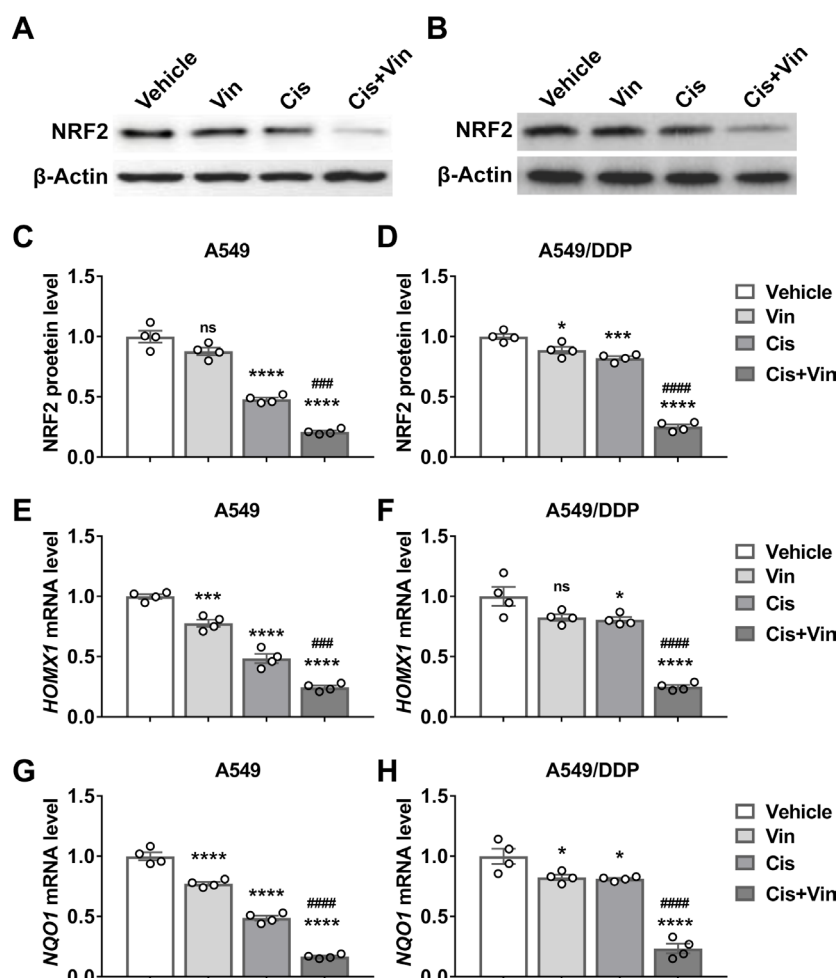 A
Vehicle Vin Cis Cis+Vin
NRF2
β-Actin
B
Vehicle Vin Cis Cis+Vin
NRF2
β-Actin
C
A549
NRF2 proetein level
1.5
1.0
0.5
0.0
ns
****
###
****
D
A549/DDP
NRF2 proetein level
1.5
1.0
0.5
0.0
*
***
####
****
Vehicle
Vin
Cis
Cis+Vin
E
A549
HOMX1 mRNA level
1.5
1.0
0.5
0.0
***
****
###
****
F
A549/DDP
HOMX1 mRNA level
1.5
1.0
0.5
0.0
ns
*
####
****
Vehicle
Vin
Cis
Cis+Vin
G
A549
NQO1 mRNA level
1.5
1.0
0.5
0.0
****
****
####
****
H
A549/DDP
NQO1 mRNA level
1.5
1.0
0.5
0.0
*
*
####
****
Vehicle
Vin
Cis
Cis+Vin